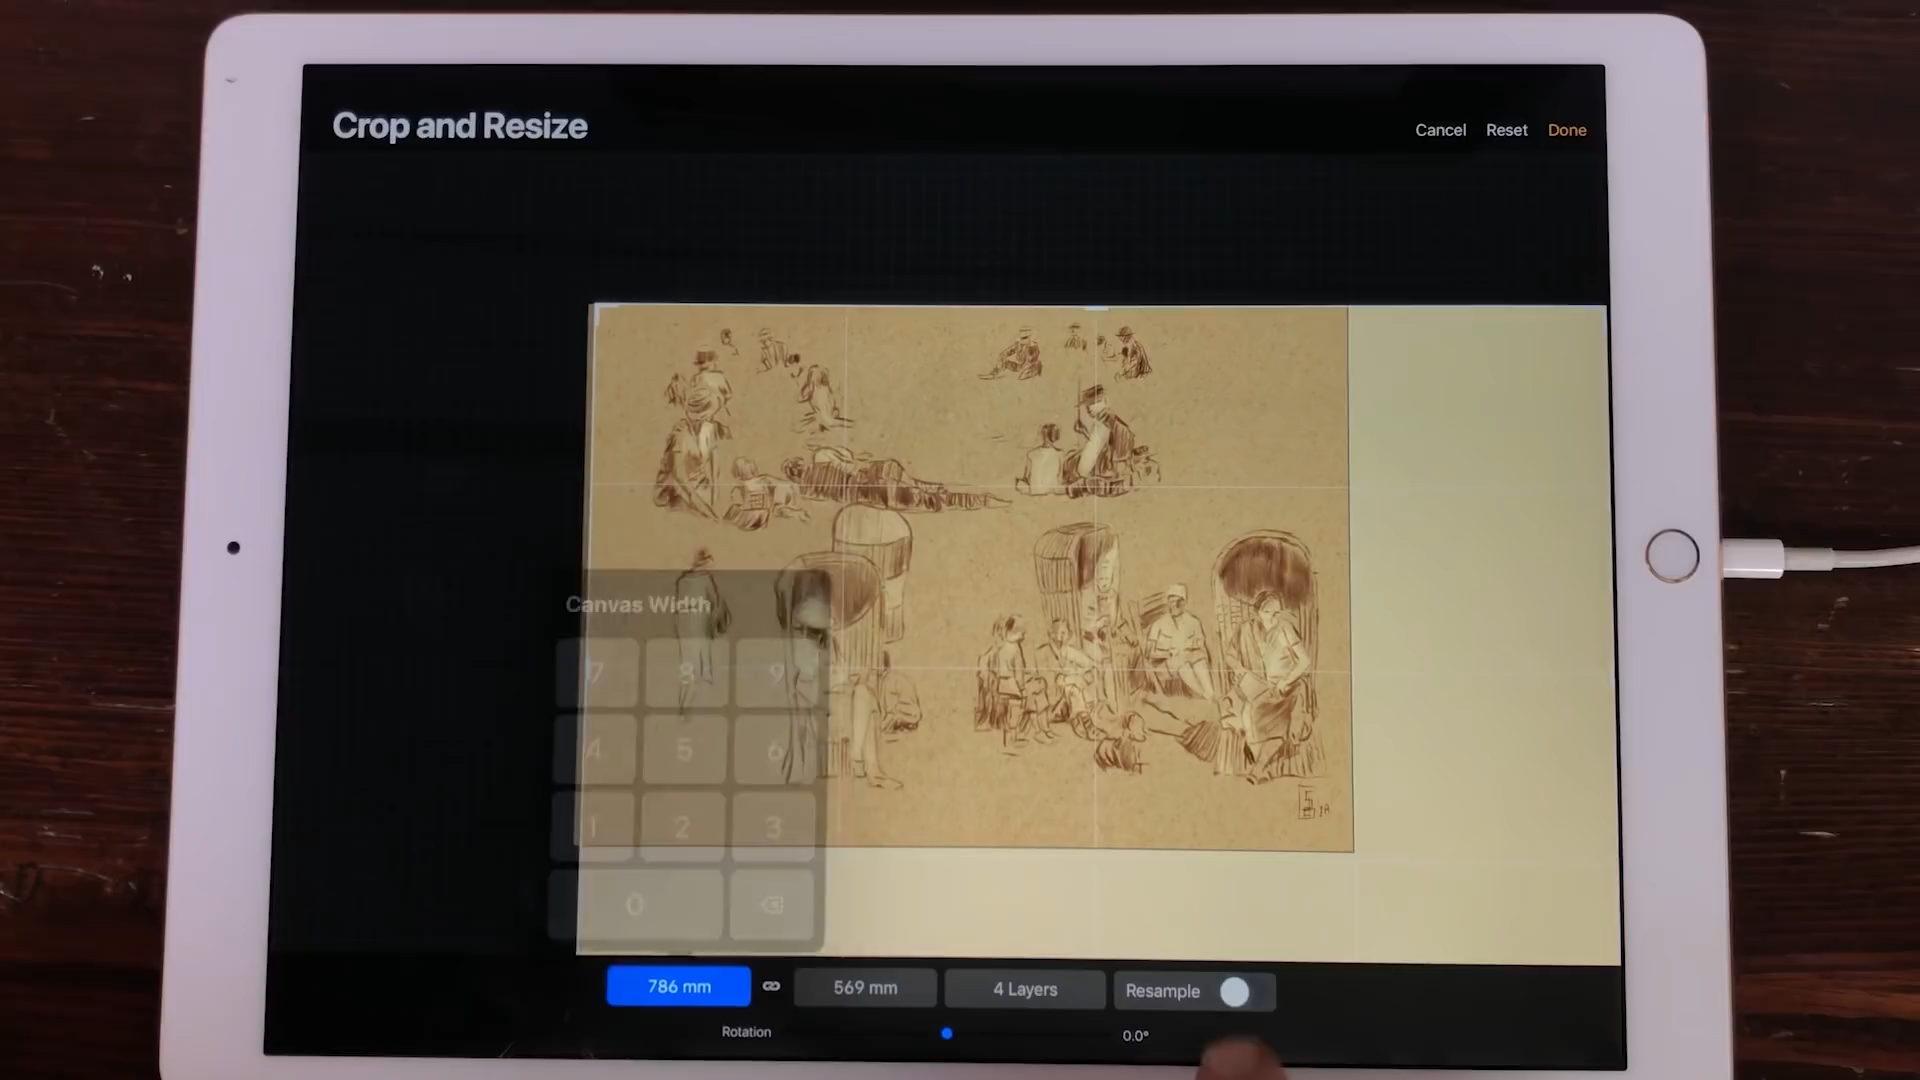 Crop and Resize
Cancel Reset Done
Canvas Width
7 8 9
4 5 6
1 2 3
0
786 mm 569 mm 4 Layers Resample
Rotation 0.0°